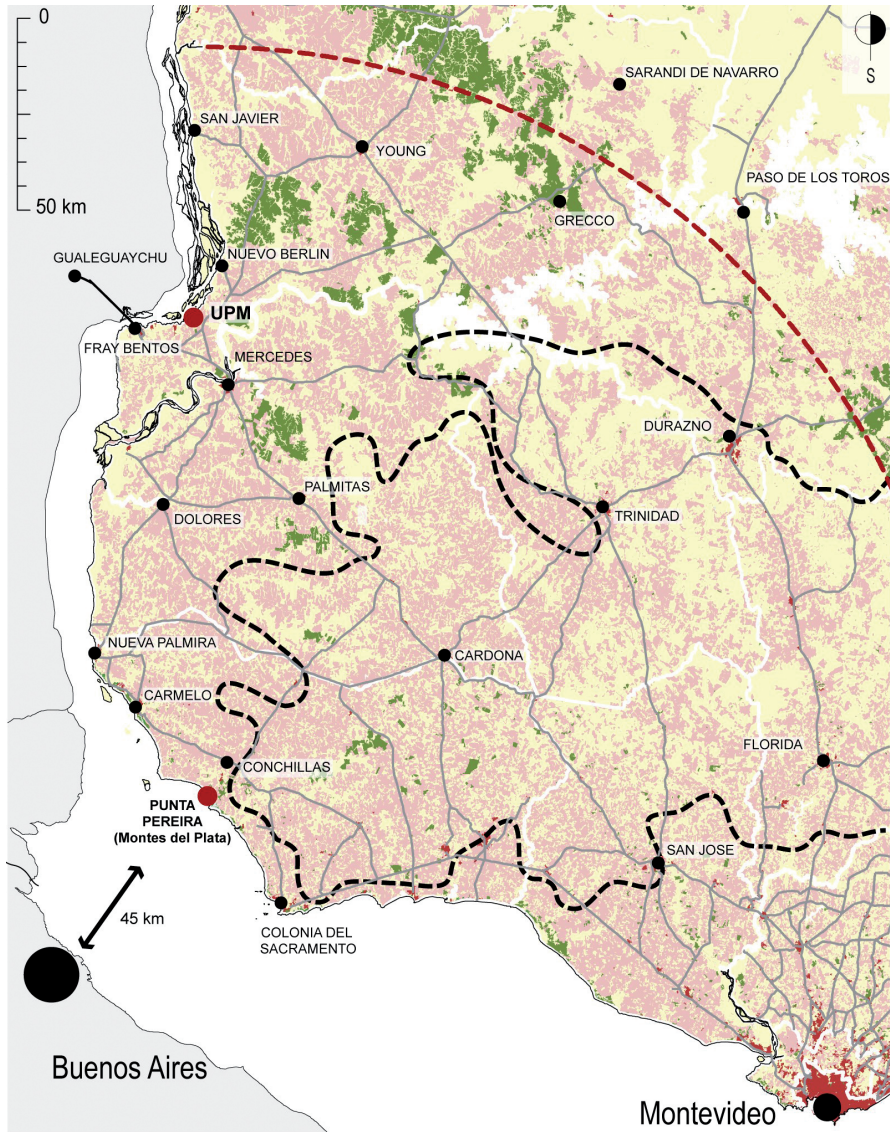 0
50 km
S
SARANDI DE NAVARRO
SAN JAVIER
YOUNG
PASO DE LOS TOROS
GRECCO
GUALEGUAYCHU
NUEVO BERLIN
UPM
FRAY BENTOS
MERCEDES
DURAZNO
PALMITAS
DOLORES
TRINIDAD
NUEVA PALMIRA
CARDONA
CARMELO
FLORIDA
CONCHILLAS
PUNTA
PEREIRA
(Montes del Plata)
SAN JOSE
45 km
COLONIA DEL
SACRAMENTO
Buenos Aires
Montevideo